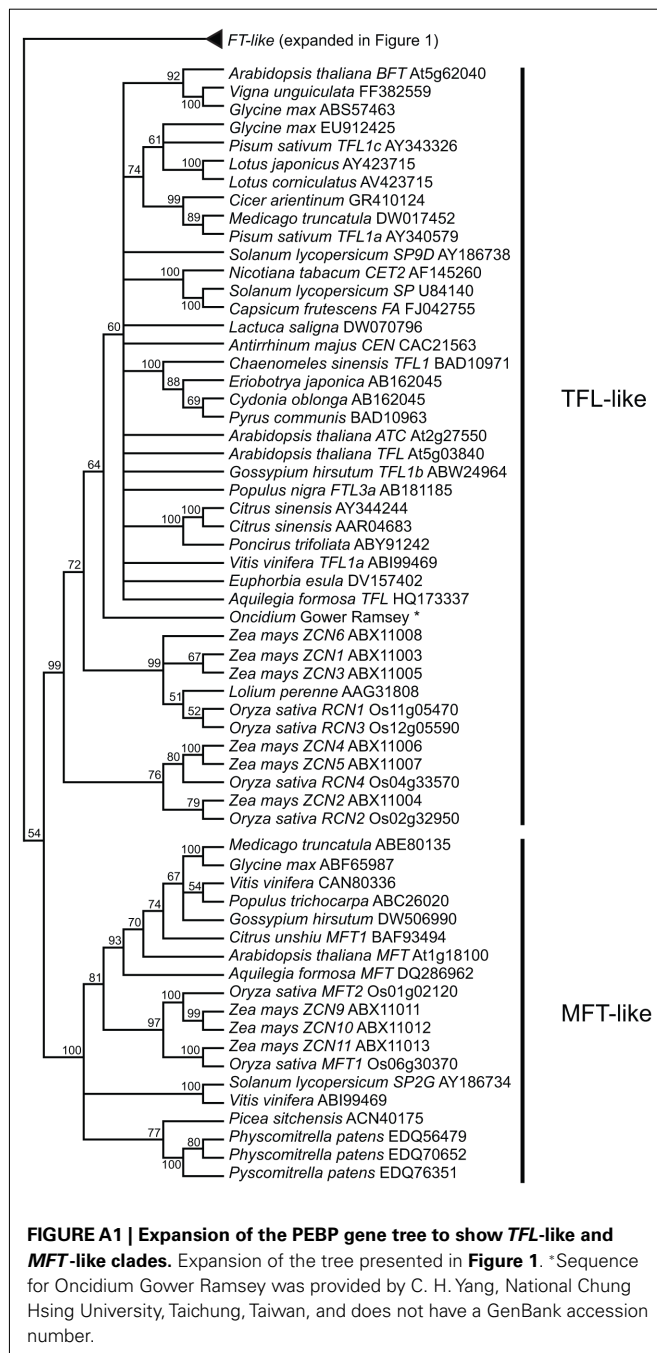 FT-like (expanded in Figure 1)
92
Arabidopsis thaliana BFT At5g62040
Vigna unguiculata FF382559
100
Glycine max ABS57463
Glycine max EU912425
61
Pisum sativum TFL1c AY343326
Lotus japonicus AY423715
100
74
Lotus corniculatus AV423715
99
Cicer arientinum GR410124
Medicago truncatula DW017452
89
Pisum sativum TFL1a AY340579
Solanum lycopersicum SP9D AY186738
100
Nicotiana tabacum CET2 AF145260
Solanum lycopersicum SP U84140
100
Capsicum frutescens FA FJ042755
60
Lactuca saligna DW070796
Antirrhinum majus CEN CAC21563
100
Chaenomeles sinensis TFL1 BAD10971
88
Eriobotrya japonica AB162045
69
Cydonia oblonga AB162045
TFL-like
Pyrus communis BAD10963
Arabidopsis thaliana ATC At2g27550
Arabidopsis thaliana TFL At5g03840
64
Gossypium hirsutum TFL1b ABW24964
Populus nigra FTL3a AB181185
Citrus sinensis AY344244
100
100
Citrus sinensis AAR04683
Poncirus trifoliata ABY91242
72
Vitis vinifera TFL1a ABI99469
Euphorbia esula DV157402
Aquilegia formosa TFL HQ173337
Oncidium Gower Ramsey *
Zea mays ZCN6 ABX11008
99
99
67
Zea mays ZCN1 ABX11003
Zea mays ZCN3 ABX11005
51
Lolium perenne AAG31808
52
Oryza sativa RCN1 Os11g05470
Oryza sativa RCN3 Os12g05590
100
Zea mays ZCN4 ABX11006
80
Zea mays ZCN5 ABX11007
76
Oryza sativa RCN4 Os04g33570
79
Zea mays ZCN2 ABX11004
Oryza sativa RCN2 Os02g32950
54
100
Medicago truncatula ABE80135
Glycine max ABF65987
67
54
Vitis vinifera CAN80336
Populus trichocarpa ABC26020
74
Gossypium hirsutum DW506990
70
Citrus unshiu MFT1 BAF93494
93
Arabidopsis thaliana MFT At1g18100
81
Aquilegia formosa MFT DQ286962
100
Oryza sativa MFT2 Os01g02120
99
Zea mays ZCN9 ABX11011
MFT-like
97
Zea mays ZCN10 ABX11012
100
Zea mays ZCN11 ABX11013
100
Oryza sativa MFT1 Os06g30370
100
Solanum lycopersicum SP2G AY186734
Vitis vinifera ABI99469
77
Picea sitchensis ACN40175
80
Physcomitrella patens EDQ56479
100
Physcomitrella patens EDQ70652
Pyscomitrella patens EDQ76351
FIGURE A1 | Expansion of the PEBP gene tree to show TFL-like and
MFT-like clades. Expansion of the tree presented in Figure 1. *Sequence
for Oncidium Gower Ramsey was provided by C. H. Yang, National Chung
Hsing University, Taichung, Taiwan, and does not have a GenBank accession
number.